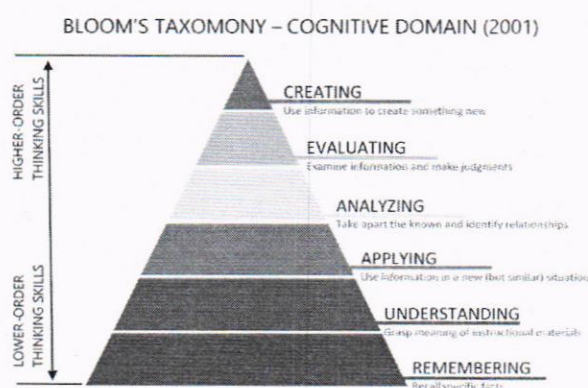 BLOOM'S TAXOMONY – COGNITIVE DOMAIN (2001)
HIGHER-ORDER
THINKING SKILLS
CREATING
Use information to create something new
EVALUATING
Examine information and make judgments
ANALYZING
Take apart the known and identify relationships
APPLYING
Use information in a new (but similar) situation
LOWER-ORDER
THINKING SKILLS
UNDERSTANDING
Grasp meaning of instructional materials
REMEMBERING
Recall specific facts